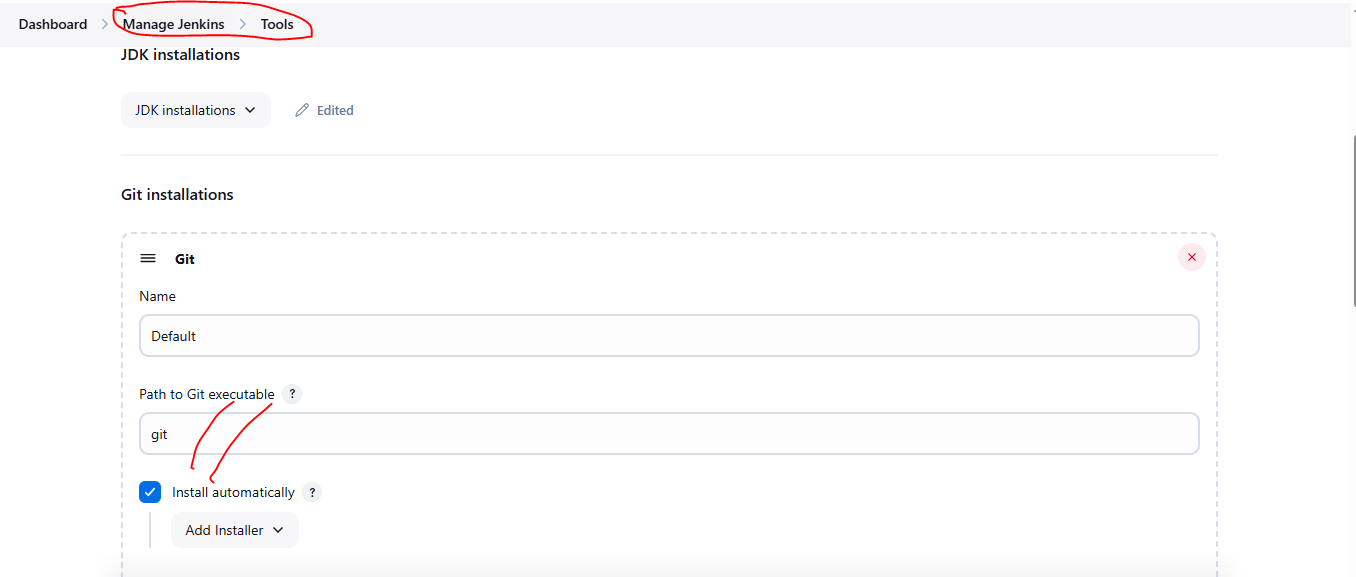 Dashboard > Manage Jenkins > Tools
JDK installations
JDK installations Edited
Git installations
Git
Name
Default
Path to Git executable ?
git
Install automatically ?
Add Installer